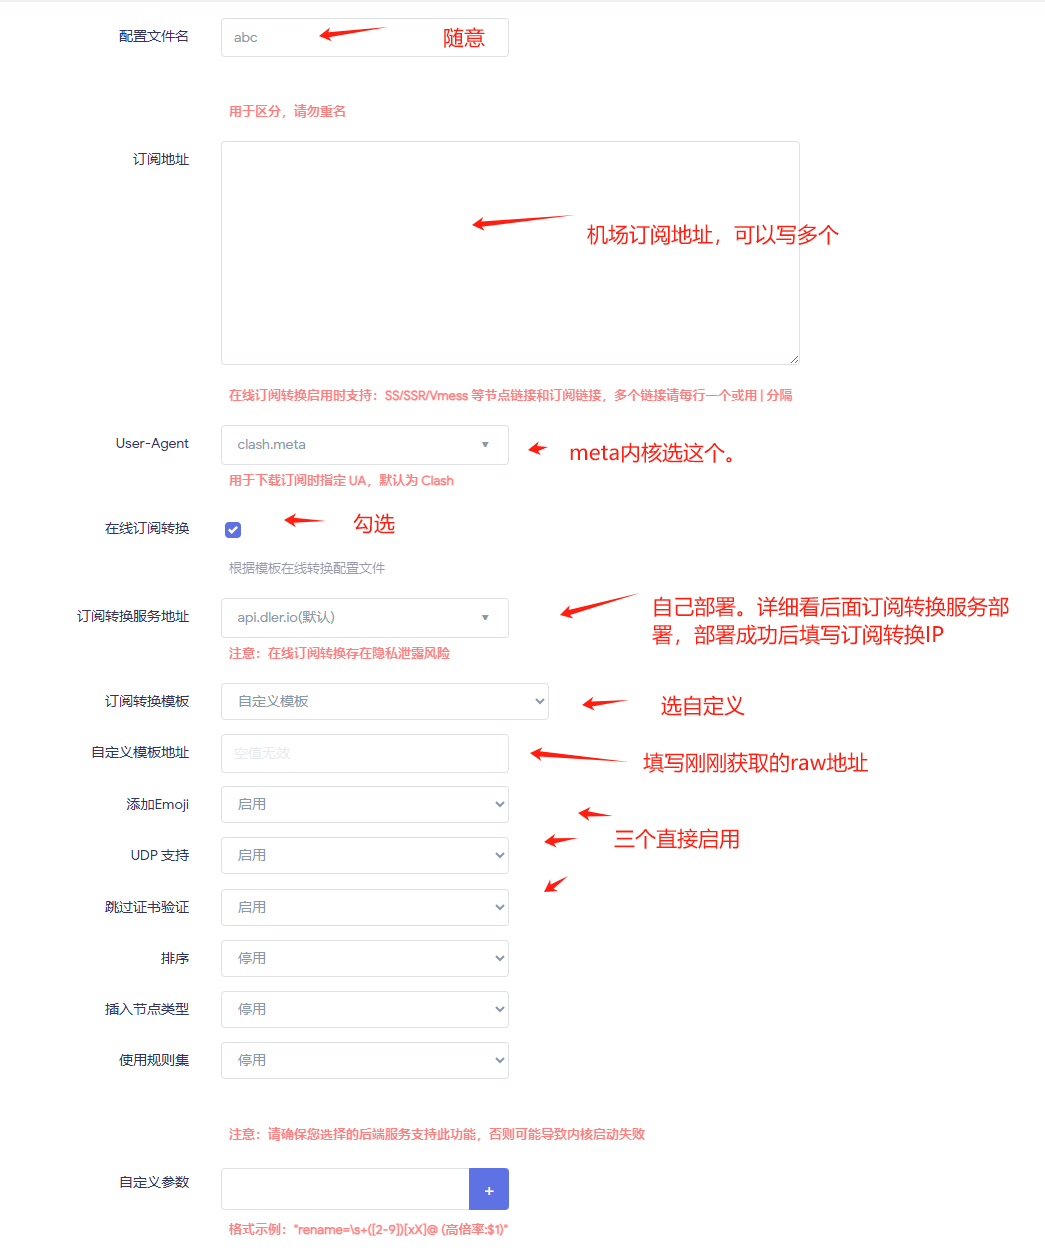 配置文件名
abc
随意
用于区分，请勿重名
订阅地址
机场订阅地址，可以写多个
在线订阅转换启用时支持：SS/SSR/Vmess 等节点链接和订阅链接，多个链接请每行一个或用 | 分隔
User-Agent
clash.meta
meta内核选这个。
用于下载订阅时指定 UA，默认为 Clash
在线订阅转换
勾选
根据模板在线转换配置文件
订阅转换服务地址
api.dler.io(默认)
自己部署。详细看后面订阅转换服务部
署，部署成功后填写订阅转换IP
注意：在线订阅转换存在隐私泄露风险
订阅转换模板
自定义模板
选自定义
自定义模板地址
空值无效
填写刚刚获取的raw地址
添加Emoji
启用
UDP 支持
启用
三个直接启用
跳过证书验证
启用
排序
停用
插入节点类型
停用
使用规则集
停用
注意：请确保您选择的后端服务支持此功能，否则可能导致内核启动失败
自定义参数
+
格式示例："rename=\s+([2-9])[xX]@ (高倍率:$1)"